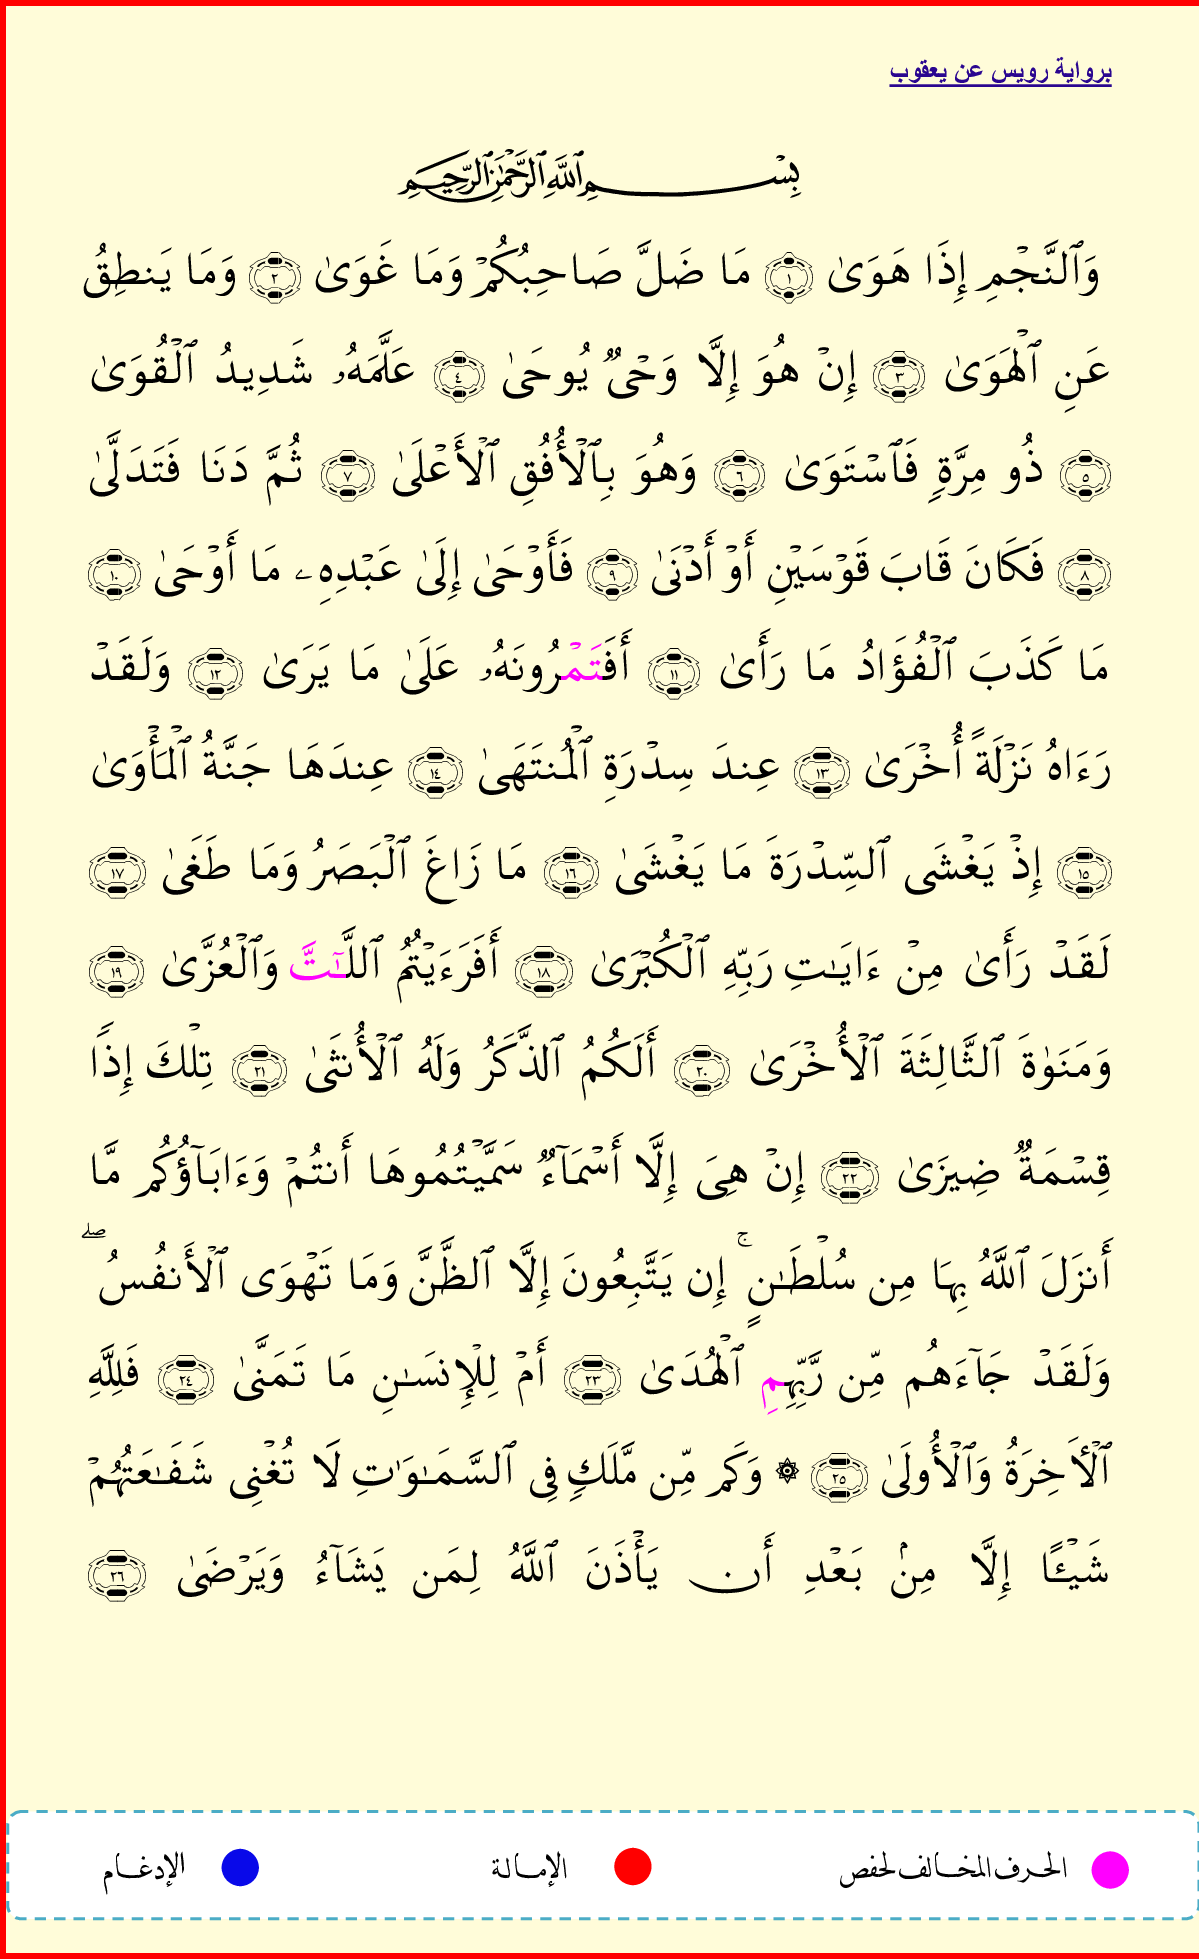 برواية رويس عن يعقوب
بِسْمِ ٱللَّهِ ٱلرَّحْمَٰنِ ٱلرَّحِيمِ
وَٱلنَّجۡمِ إِذَا هَوَىٰ ١ مَا ضَلَّ صَاحِبُكُمۡ وَمَا غَوَىٰ ٢ وَمَا يَنطِقُ
عَنِ ٱلۡهَوَىٰ ٣ إِنۡ هُوَ إِلَّا وَحۡيٞ يُوحَىٰ ٤ عَلَّمَهُۥ شَدِيدُ ٱلۡقُوَىٰ
٥ ذُو مِرَّةٖ فَٱسۡتَوَىٰ ٦ وَهُوَ بِٱلۡأُفُقِ ٱلۡأَعۡلَىٰ ٧ ثُمَّ دَنَا فَتَدَلَّىٰ
٨ فَكَانَ قَابَ قَوۡسَيۡنِ أَوۡ أَدۡنَىٰ ٩ فَأَوۡحَىٰ إِلَىٰ عَبۡدِهِۦ مَا أَوۡحَىٰ ١٠
مَا كَذَبَ ٱلۡفُؤَادُ مَا رَأَىٰ ١١ أَفَتَمۡرُونَهُۥ عَلَىٰ مَا يَرَىٰ ١٢ وَلَقَدۡ
رَءَاهُ نَزۡلَةً أُخۡرَىٰ ١٣ عِندَ سِدۡرَةِ ٱلۡمُنتَهَىٰ ١٤ عِندَهَا جَنَّةُ ٱلۡمَأۡوَىٰ
١٥ إِذۡ يَغۡشَى ٱلسِّدۡرَةَ مَا يَغۡشَىٰ ١٦ مَا زَاغَ ٱلۡبَصَرُ وَمَا طَغَىٰ ١٧
لَقَدۡ رَأَىٰ مِنۡ ءَايَٰتِ رَبِّهِ ٱلۡكُبۡرَىٰ ١٨ أَفَرَءَيۡتُمُ ٱللَّٰٓتَّ وَٱلۡعُزَّىٰ ١٩
وَمَنَوٰةَ ٱلثَّالِثَةَ ٱلۡأُخۡرَىٰ ٢٠ أَلَكُمُ ٱلذَّكَرُ وَلَهُ ٱلۡأُنثَىٰ ٢١ تِلۡكَ إِذٗا
قِسۡمَةٞ ضِيزَىٰ ٢٢ إِنۡ هِيَ إِلَّا أَسۡمَآءٞ سَمَّيۡتُمُوهَا أَنتُمۡ وَءَابَآؤُكُم مَّا
أَنزَلَ ٱللَّهُ بِهَا مِن سُلۡطَٰنٍۚ إِن يَتَّبِعُونَ إِلَّا ٱلظَّنَّ وَمَا تَهۡوَى ٱلۡأَنفُسُۖ
وَلَقَدۡ جَآءَهُم مِّن رَّبِّهِمِ ٱلۡهُدَىٰ ٢٣ أَمۡ لِلۡإِنسَٰنِ مَا تَمَنَّىٰ ٢٤ فَلِلَّهِ
ٱلۡأٓخِرَةُ وَٱلۡأُولَىٰ ٢٥ ۞ وَكَم مِّن مَّلَكٖ فِي ٱلسَّمَٰوَٰتِ لَا تُغۡنِي شَفَٰعَتُهُمۡ
شَيۡـًٔا إِلَّا مِنۢ بَعۡدِ أَن يَأۡذَنَ ٱللَّهُ لِمَن يَشَآءُ وَيَرۡضَىٰ ٢٦
الحرف المخالف لحفص الإمالة الإدغام